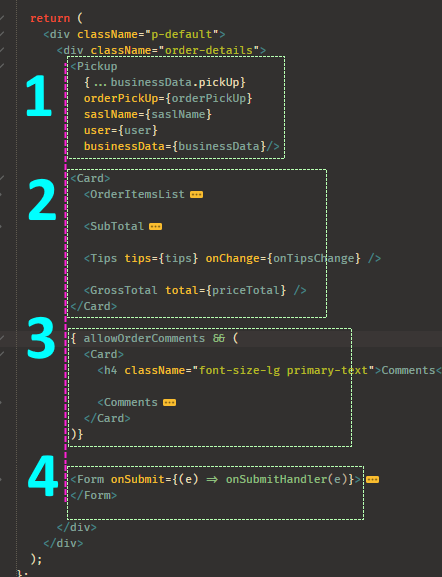 return (
<div className="p-default">
<div className="order-details">
1
<Pickup
{...businessData.pickUp}
orderPickUp={orderPickUp}
saslName={saslName}
user={user}
businessData={businessData}/>
2
<Card>
<OrderItemsList ...
<SubTotal ...
<Tips tips={tips} onChange={onTipsChange} />
<GrossTotal total={priceTotal} />
</Card>
3
{ allowOrderComments && (
<Card>
<h4 className="font-size-lg primary-text">Comments<
<Comments ...
</Card>
)}
4
<Form onSubmit={(e) => onSubmitHandler(e)}> ...
</Form>
</div>
</div>
);
};